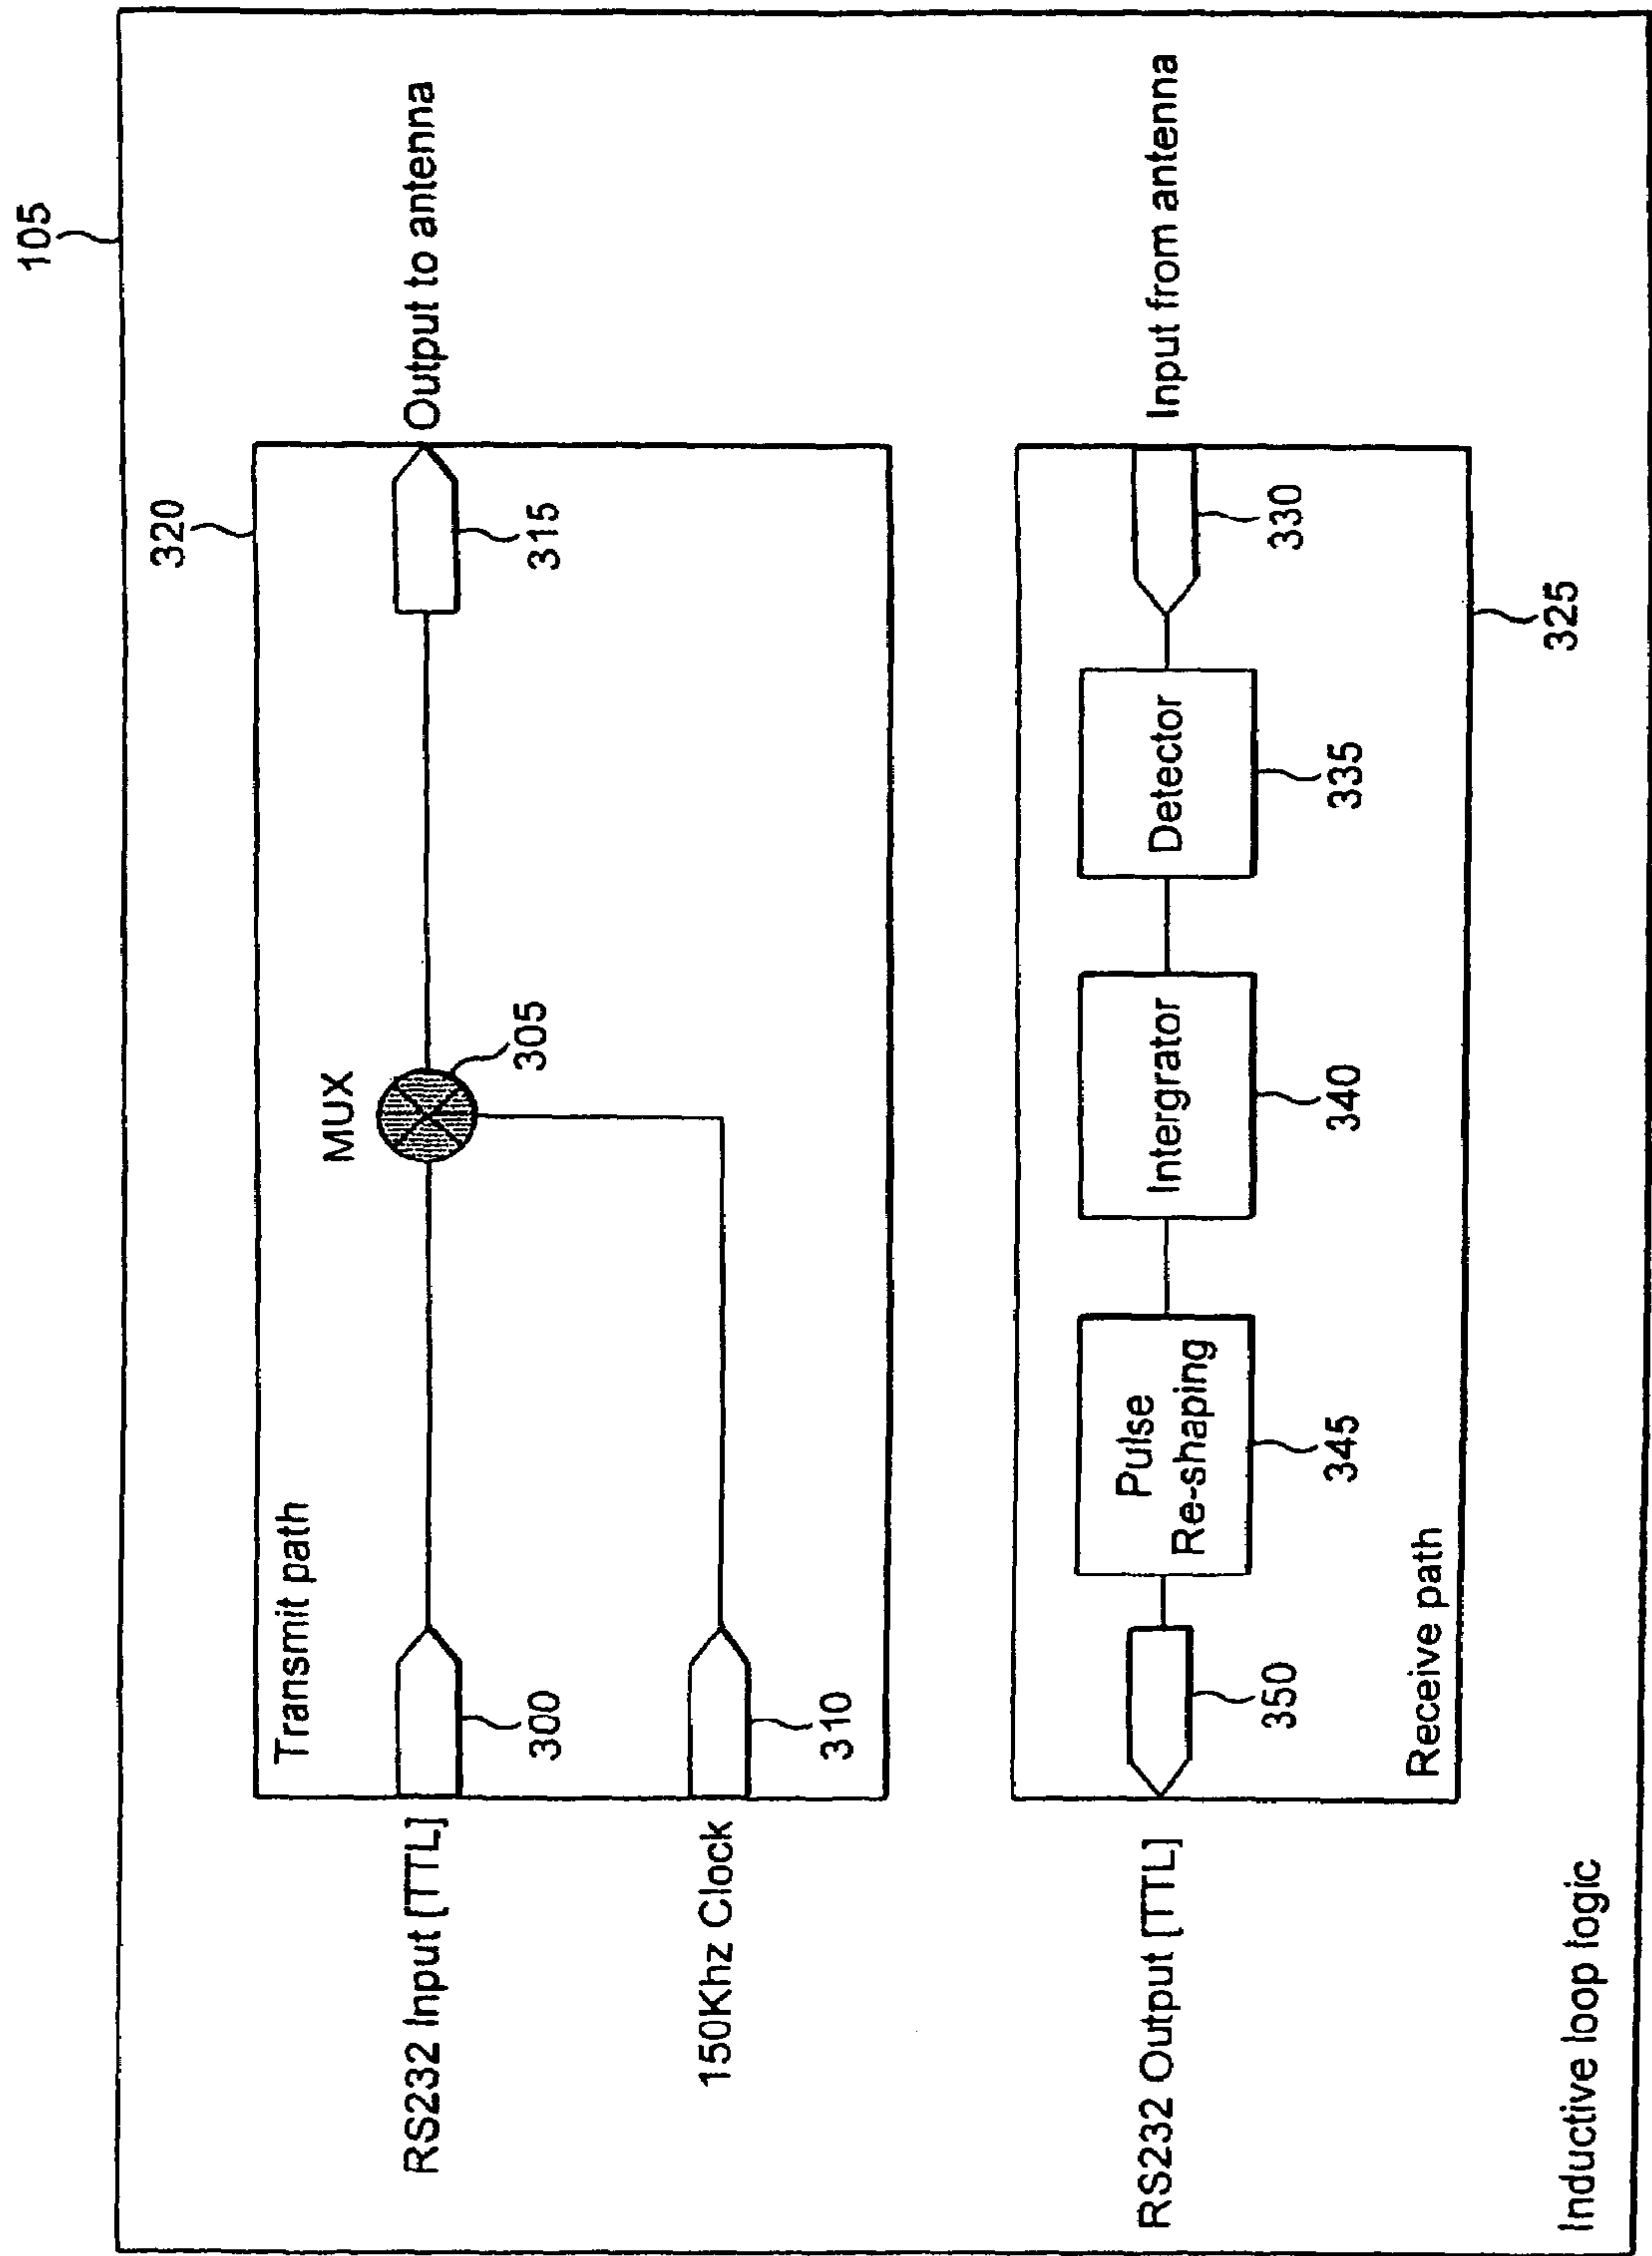 105
320
Transmit path
MUX
305
RS232 Input [TTL]
300
315
Output to antenna
150Khz Clock
310
RS232 Output [TTL]
350
Pulse
Re-shaping
345
Intergrator
340
Detector
335
330
Input from antenna
Receive path
325
Inductive loop logic